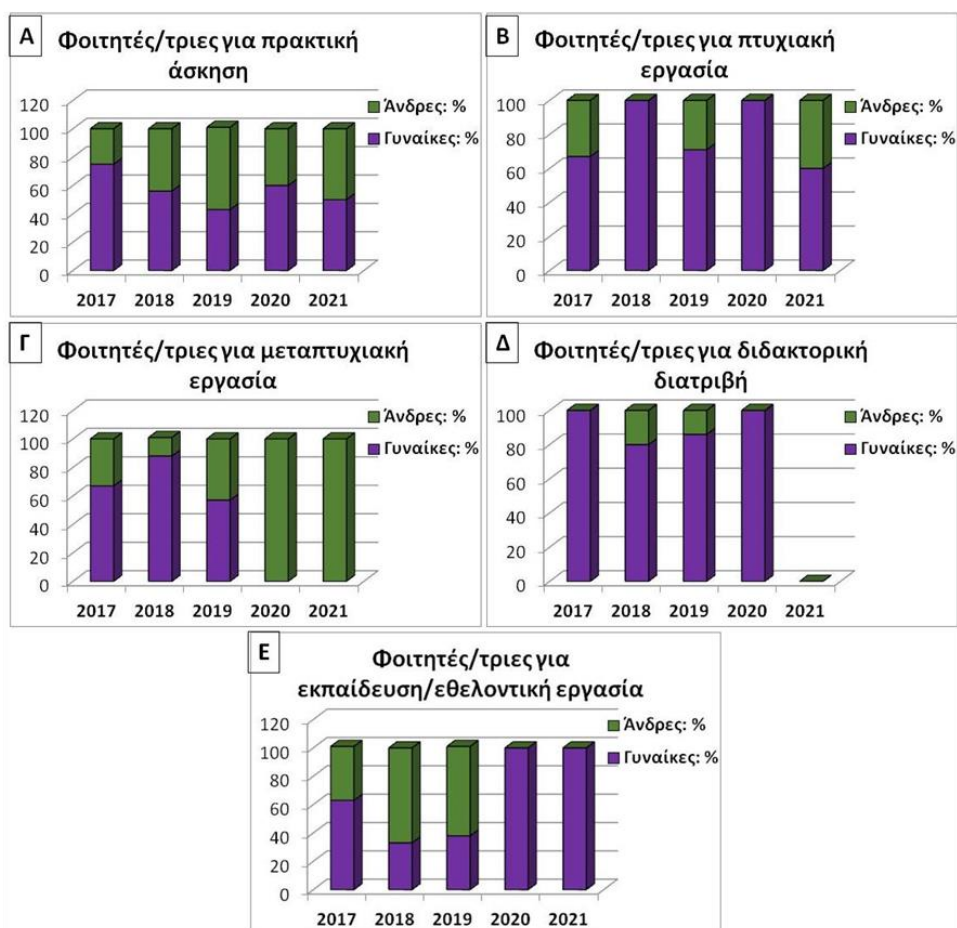 Α
Φοιτητές/τριες για πρακτική
άσκηση
Άνδρες: %
Γυναίκες: %
120
100
80
60
40
20
0
2017 2018 2019 2020 2021
Β
Φοιτητές/τριες για πτυχιακή
εργασία
Άνδρες: %
Γυναίκες: %
100
80
60
40
20
0
2017 2018 2019 2020 2021
Γ
Φοιτητές/τριες για μεταπτυχιακή
εργασία
Άνδρες: %
Γυναίκες: %
120
100
80
60
40
20
0
2017 2018 2019 2020 2021
Δ
Φοιτητές/τριες για διδακτορική
διατριβή
Άνδρες: %
Γυναίκες: %
100
80
60
40
20
0
2017 2018 2019 2020 2021
Ε
Φοιτητές/τριες για
εκπαίδευση/εθελοντική εργασία
Άνδρες: %
Γυναίκες: %
120
100
80
60
40
20
0
2017 2018 2019 2020 2021